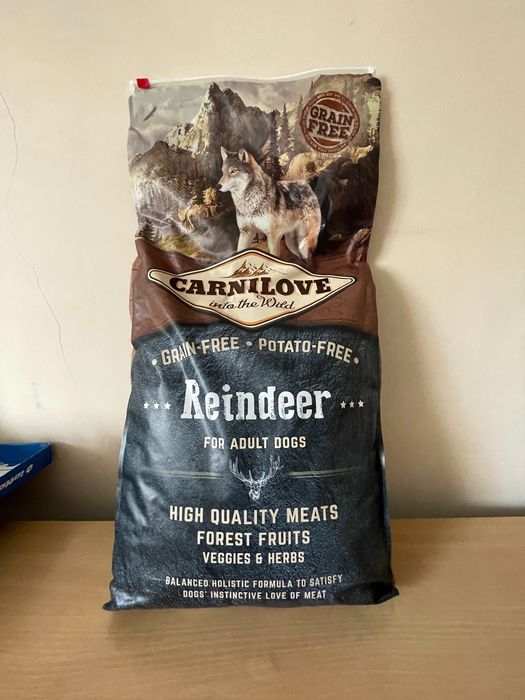 GRAIN
FREE
CARNILOVE
into the Wild
• GRAIN-FREE • POTATO-FREE •
Reindeer
FOR ADULT DOGS
HIGH QUALITY MEATS
FOREST FRUITS
VEGGIES & HERBS
BALANCED HOLISTIC FORMULA TO SATISFY
DOGS' INSTINCTIVE LOVE OF MEAT